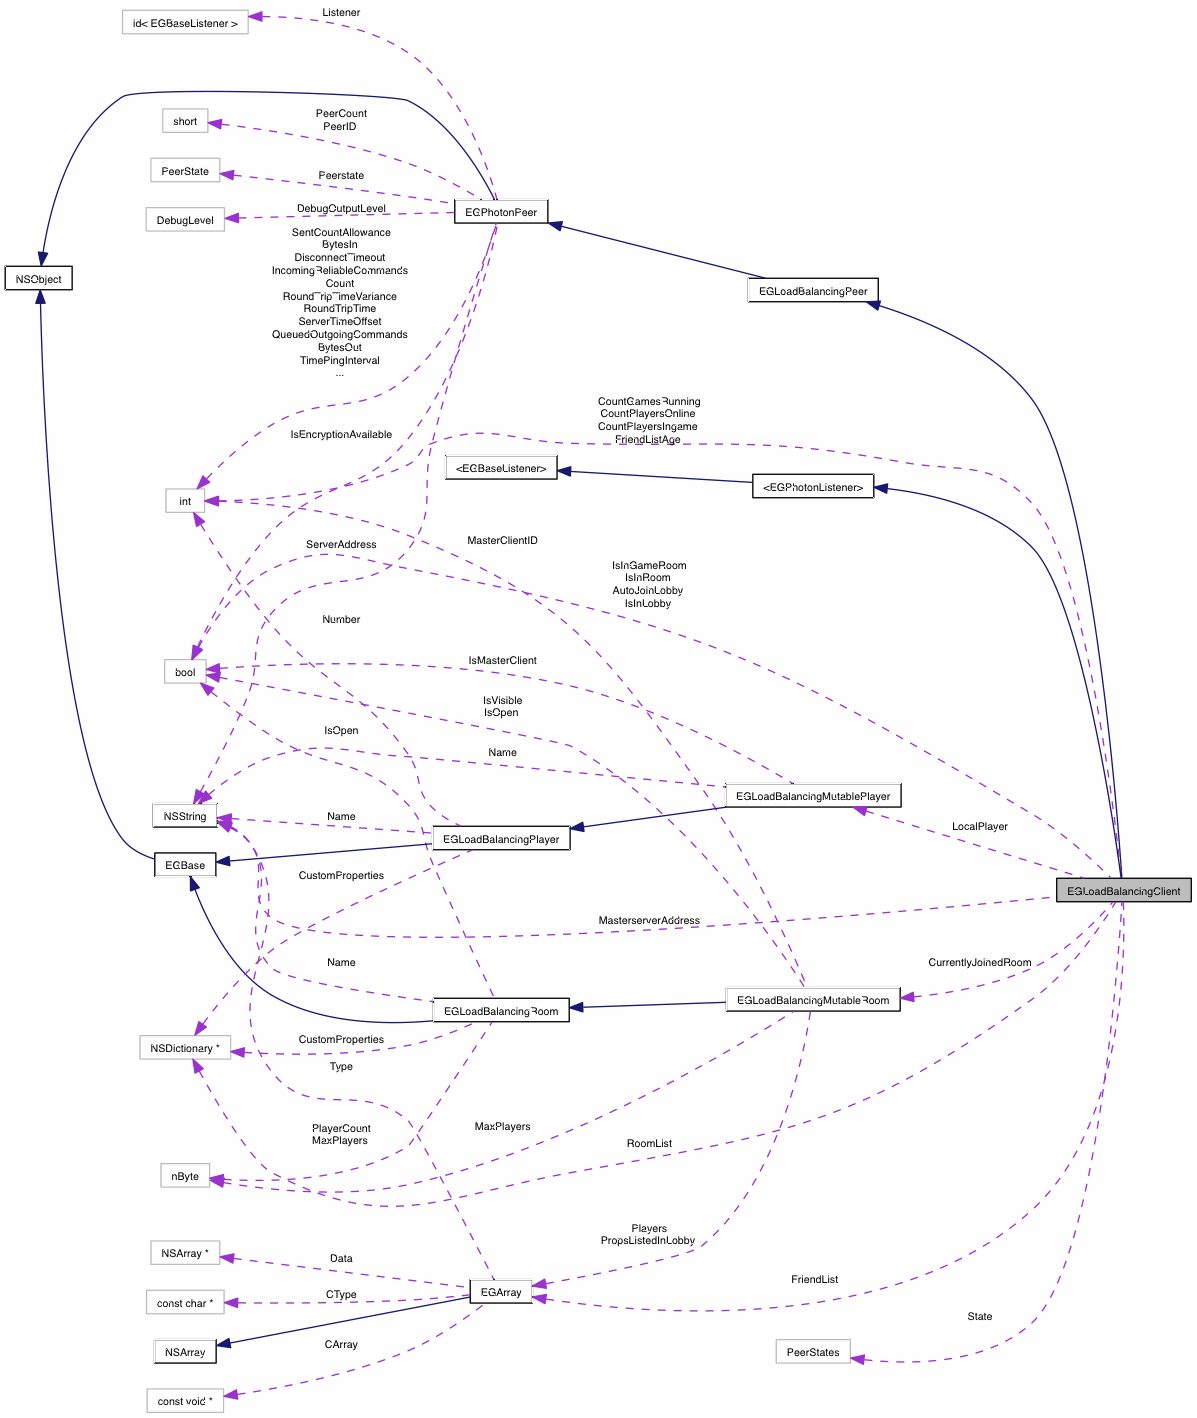 Listener
id< EGBaseListener >
PeerCount
PeerID
short
PeerState
Peerstate
DebugLevel
DebugOutputLevel
EGPhotonPeer
SentCountAllowance
BytesIn
DisconnectTimeout
IncomingReliableCommands
Count
RoundTripTimeVariance
RoundTripTime
ServerTimeOffset
QueuedOutgoingCommands
BytesOut
TimePingInterval
...
NSObject
EGLoadBalancingPeer
CountGamesRunning
CountPlayersOnline
CountPlayersIngame
FriendListAge
IsEncryptionAvailable
<EGBaseListener>
<EGPhotonListener>
int
MasterClientID
ServerAddress
IsInGameRoom
IsInRoom
AutoJoinLobby
IsInLobby
Number
bool
IsMasterClient
IsVisible
IsOpen
IsOpen
Name
EGLoadBalancingMutablePlayer
NSString
Name
LocalPlayer
EGLoadBalancingPlayer
EGBase
CustomProperties
EGLoadBalancingClient
MasterserverAddress
Name
CurrentlyJoinedRoom
EGLoadBalancingMutableRoom
EGLoadBalancingRoom
CustomProperties
NSDictionary *
Type
PlayerCount
MaxPlayers
MaxPlayers
RoomList
nByte
Players
PropsListedInLobby
NSArray *
Data
FriendList
EGArray
const char *
CType
State
CArray
NSArray
PeerStates
const void *